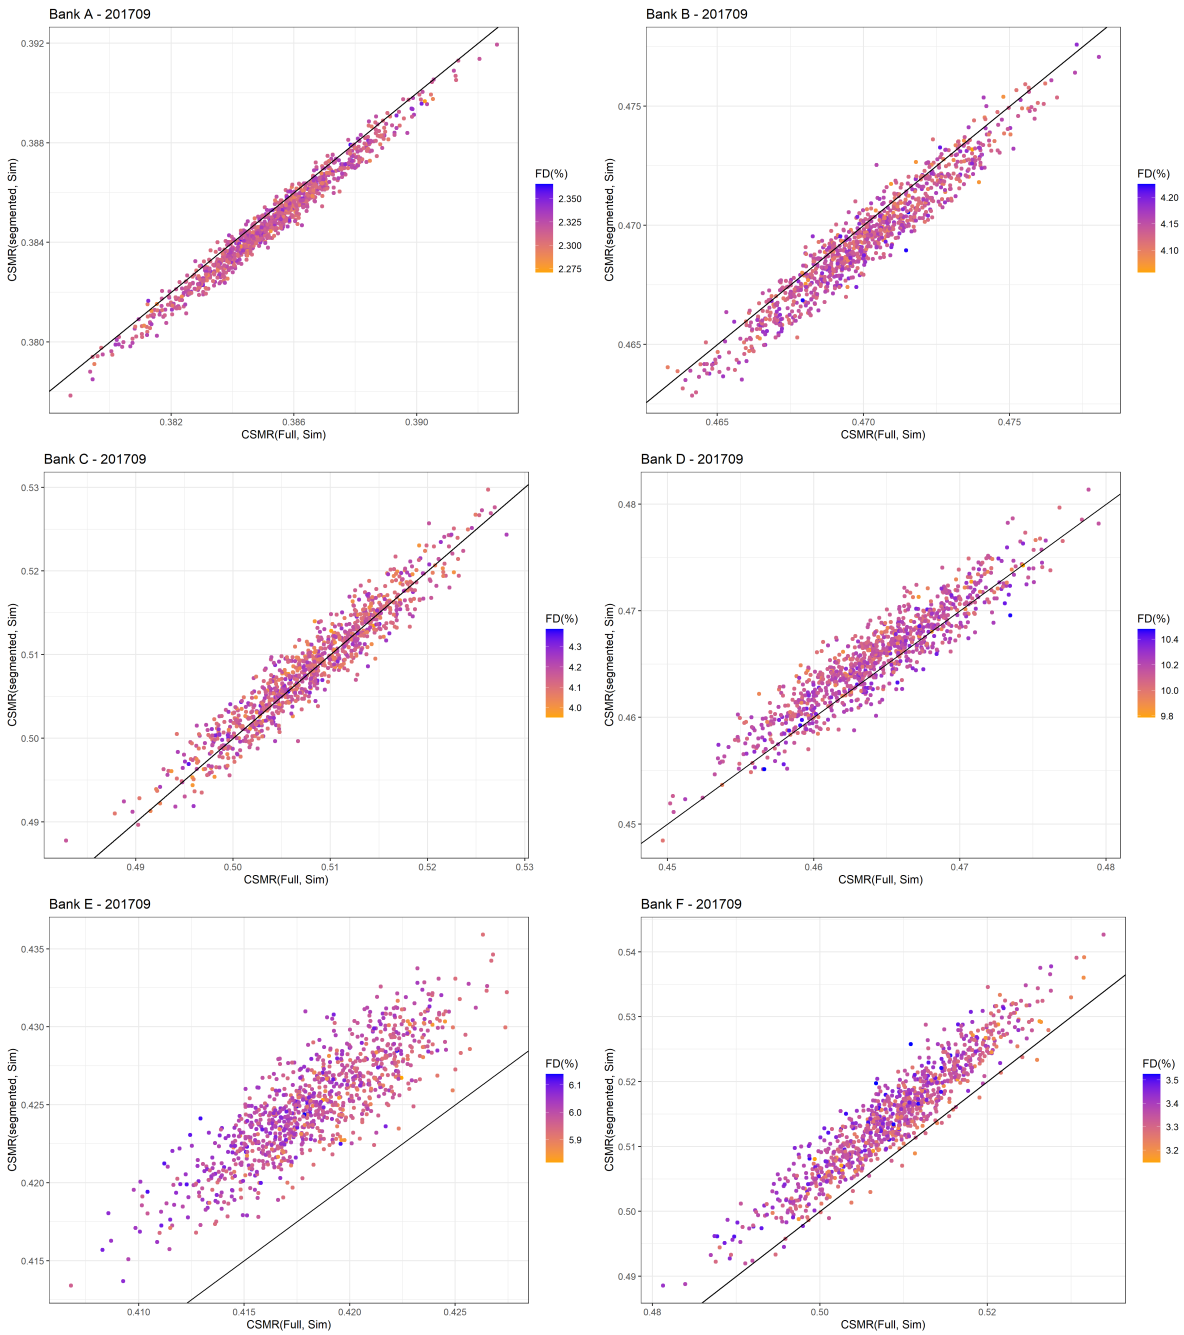 Bank A - 201709
CSMR(segmented, Sim)
0.392
0.388
0.384
0.380
0.382
0.386
0.390
CSMR(Full, Sim)
FD(%)
2.350
2.325
2.300
2.275
Bank B - 201709
CSMR(segmented, Sim)
0.475
0.470
0.465
0.465
0.470
0.475
CSMR(Full, Sim)
FD(%)
4.20
4.15
4.10
Bank C - 201709
CSMR(segmented, Sim)
0.53
0.52
0.51
0.50
0.49
0.49
0.50
0.51
0.52
0.53
CSMR(Full, Sim)
FD(%)
4.3
4.2
4.1
4.0
Bank D - 201709
CSMR(segmented, Sim)
0.48
0.47
0.46
0.45
0.45
0.46
0.47
0.48
CSMR(Full, Sim)
FD(%)
10.4
10.2
10.0
9.8
Bank E - 201709
CSMR(segmented, Sim)
0.435
0.430
0.425
0.420
0.415
0.410
0.415
0.420
0.425
CSMR(Full, Sim)
FD(%)
6.1
6.0
5.9
Bank F - 201709
CSMR(segmented, Sim)
0.54
0.53
0.52
0.51
0.50
0.49
0.48
0.50
0.52
CSMR(Full, Sim)
FD(%)
3.5
3.4
3.3
3.2